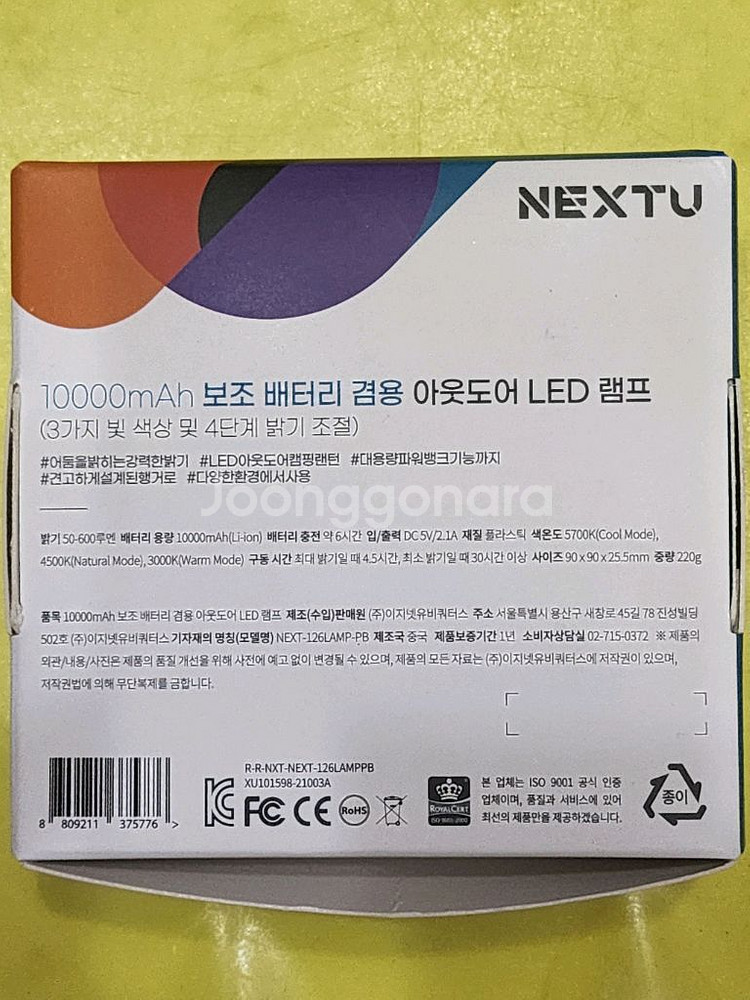 NEXTU
10000mAh 보조 배터리 겸용 아웃도어 LED 램프
(3가지 빛 색상 및 4단계 밝기 조절)
#어둠을밝히는강력한밝기 #LED아웃도어캠핑랜턴 #대용량파워뱅크기능까지
#견고하게설계된행거로 #다양한환경에서사용
Joonggonara
밝기 50-600루멘 배터리 용량 10000mAh(Li-ion) 배터리 충전 약 6시간 입/출력 DC 5V/2.1A 재질 플라스틱 색온도 5700K(Cool Mode),
4500K(Natural Mode), 3000K(Warm Mode) 구동 시간 최대 밝기일 때 4.5시간, 최소 밝기일 때 30시간 이상 사이즈 90 x 90 x 25.5mm 중량 220g
품목 10000mAh 보조 배터리 겸용 아웃도어 LED 램프 제조(수입)판매원 (주)이지넷유비쿼터스 주소 서울특별시 용산구 새창로 45길 78 진성빌딩
502호 (주)이지넷유비쿼터스 기자재의 명칭(모델명) NEXT-126LAMP-PB 제조국 중국 제품보증기간 1년 소비자상담실 02-715-0372 ※ 제품의
외관/내용/사진은 제품의 품질 개선을 위해 사전에 예고 없이 변경될 수 있으며, 제품의 모든 자료는 (주)이지넷유비쿼터스에 저작권이 있으며,
저작권법에 의해 무단복제를 금합니다.
R-R-NXT-NEXT-126LAMPPB
XU101598-21003A
8 809211 375776 >
FC CE RoHS
ROYALCERT
ISO 9001:2000
본 업체는 ISO 9001 공식 인증
업체이며, 품질과 서비스에 있어
최선의 제품만을 제공하겠습니다.
종이